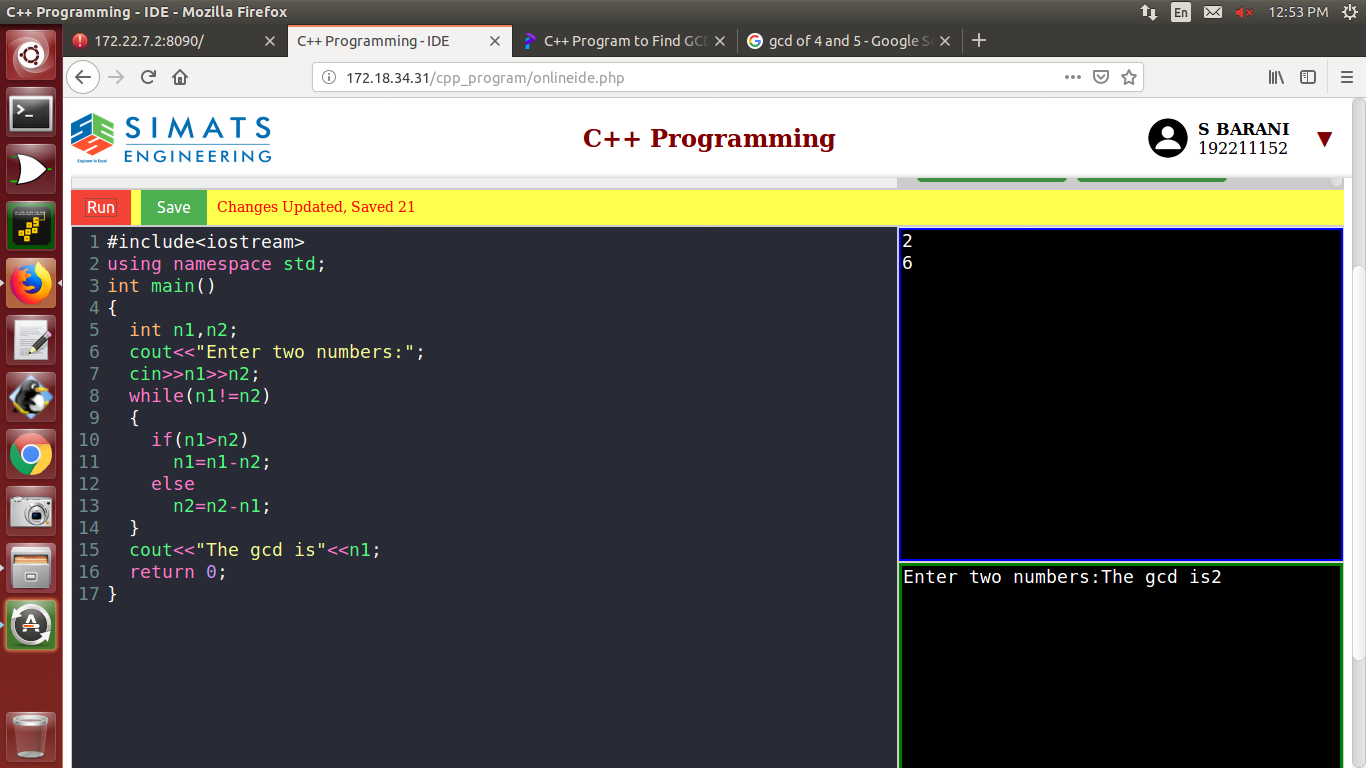 C++ Programming - IDE - Mozilla Firefox
En
12:53 PM
172.22.7.2:8090/
C++ Programming - IDE
C++ Program to Find GCD
gcd of 4 and 5 - Google Se
172.18.34.31/cpp_program/onlineide.php
SIMATS
ENGINEERING
Engineer to Excel
C++ Programming
S BARANI
192211152
Run
Save
Changes Updated, Saved 21
1 #include<iostream>
2 using namespace std;
3 int main()
4 {
5 int n1,n2;
6 cout<<"Enter two numbers:";
7 cin>>n1>>n2;
8 while(n1!=n2)
9 {
10 if(n1>n2)
11 n1=n1-n2;
12 else
13 n2=n2-n1;
14 }
15 cout<<"The gcd is"<<n1;
16 return 0;
17 }
2
6
Enter two numbers:The gcd is2